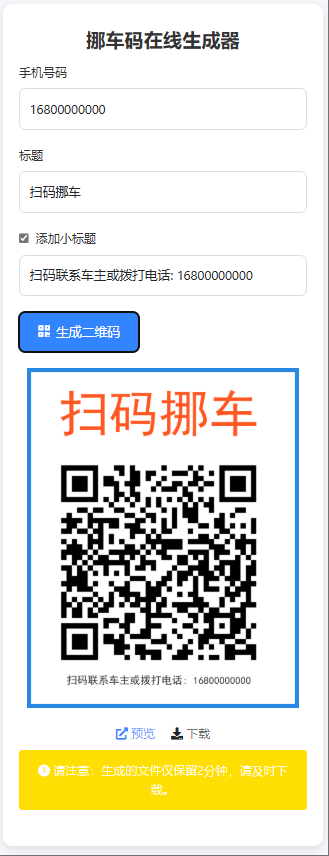 挪车码在线生成器
手机号码
16800000000
标题
扫码挪车
添加小标题
扫码联系车主或拨打电话: 16800000000
生成二维码
扫码挪车
扫码联系车主或拨打电话：16800000000
预览 下载
请注意：生成的文件仅保留2分钟，请及时下
载。